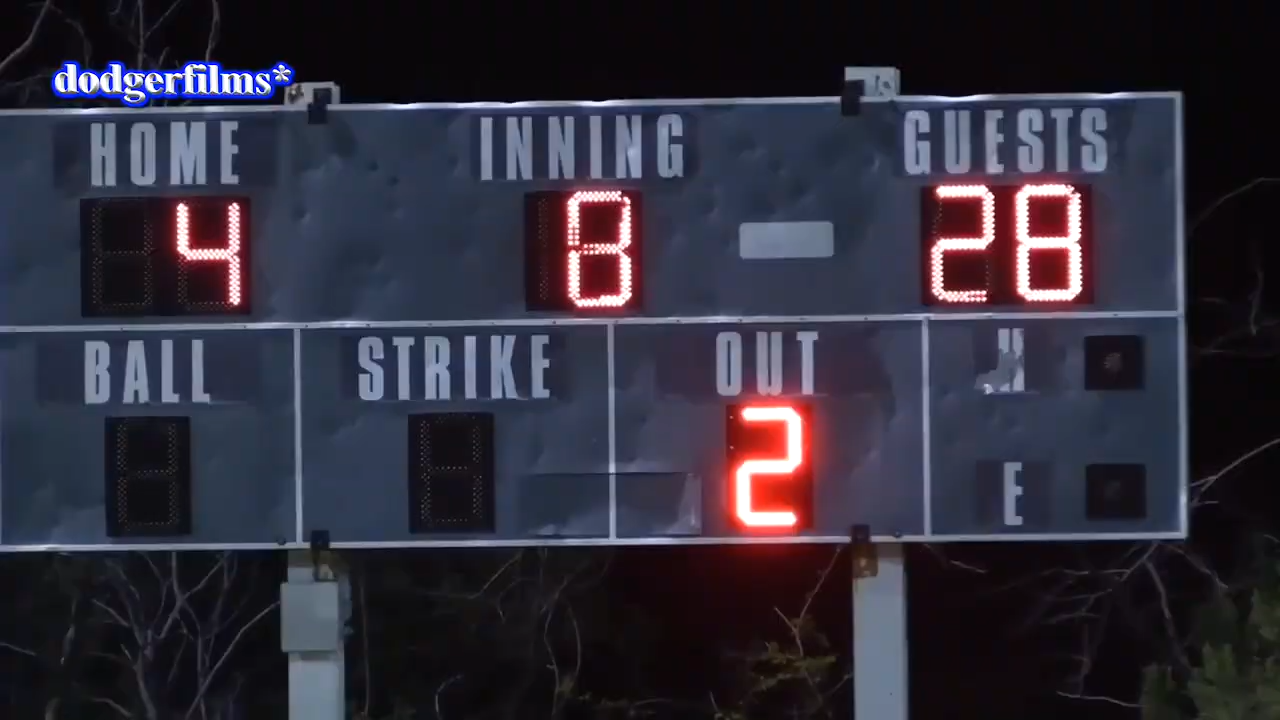 dodgerfilms*
HOME INNING GUESTS
4 8 28
BALL STRIKE OUT H
2
E